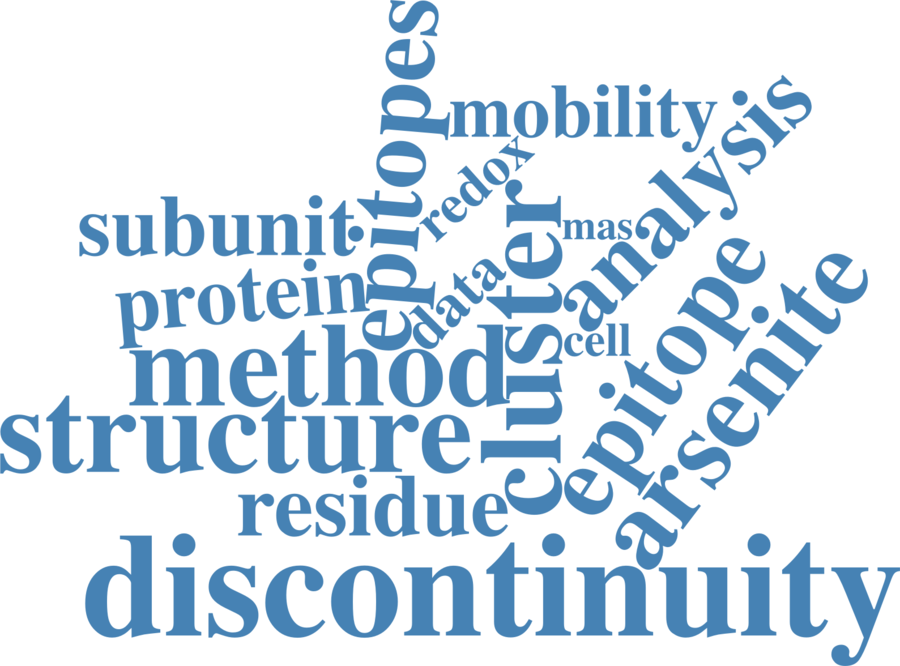 epitopes
mobility
analysis
redox
subunit
cluster
mas
protein
data
epitope
arsenite
method
cell
structure
residue
discontinuity